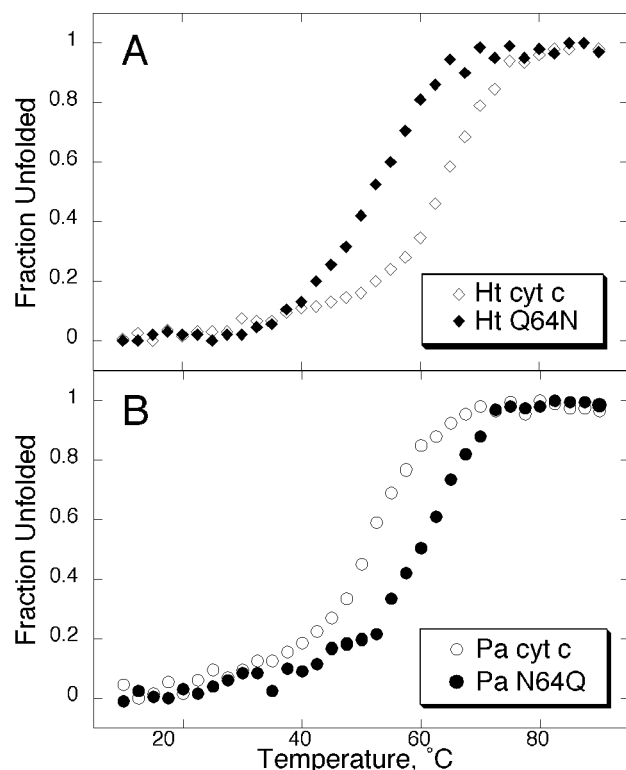 A
1
0.8
0.6
0.4
0.2
0
Fraction Unfolded
Ht cyt c
Ht Q64N
B
1
0.8
0.6
0.4
0.2
0
Fraction Unfolded
Pa cyt c
Pa N64Q
20 40 60 80
Temperature, °C